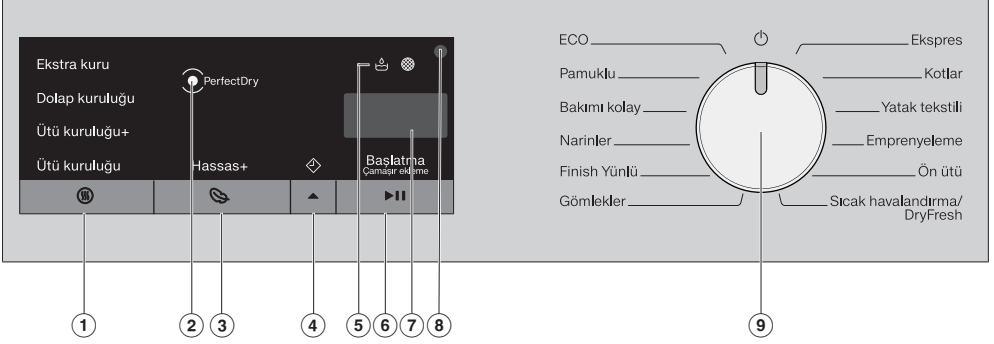 Ekstra kuru
PerfectDry
Dolap kuruluğu
Ütü kuruluğu+
Ütü kuruluğu
Hassas+
Başlatma
Çamaşır ekleme
ECO
Pamuklu
Bakımı kolay
Narinler
Finish Yünlü
Gömlekler
Ekspres
Kotlar
Yatak tekstili
Emprenyeleme
Ön ütü
Sıcak havalandırma/
DryFresh
1 2 3 4 5 6 7 8 9